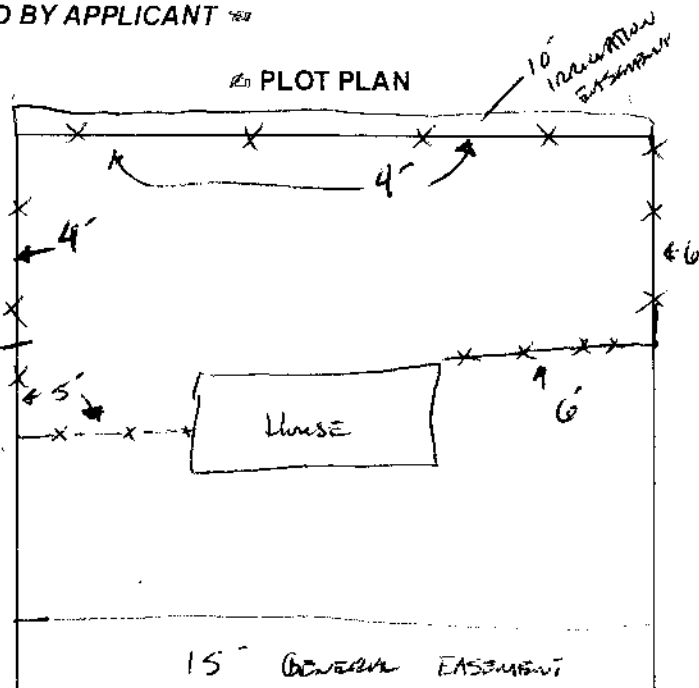 D BY APPLICANT
PLOT PLAN
10' IRRIGATION
EASEMENT
4'
4'
6
5'
6'
HOUSE
15' GENERAL EASEMENT